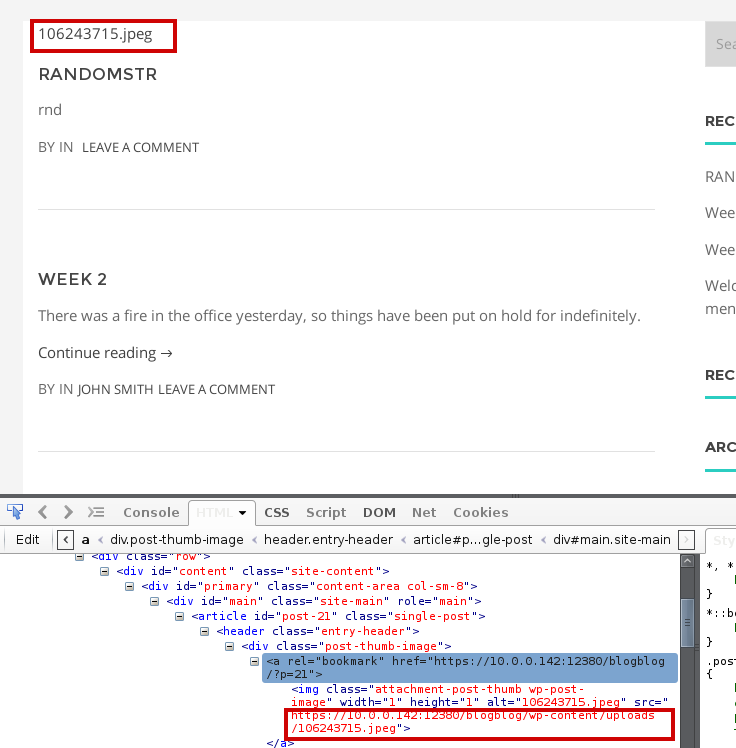 106243715.jpeg
Sea
RANDOMSTR
rnd
BY IN LEAVE A COMMENT
REC
RAN
Wee
Wee
Welc
men
WEEK 2
There was a fire in the office yesterday, so things have been put on hold for indefinitely.
Continue reading →
BY IN JOHN SMITH LEAVE A COMMENT
REC
ARC
Console HTML CSS Script DOM Net Cookies
Edit < a < div.post-thumb-image < header.entry-header < article#p...gle-post < div#main.site-main > Sty
<div class="row">
<div id="content" class="site-content">
<div id="primary" class="content-area col-sm-8">
<div id="main" class="site-main" role="main">
<article id="post-21" class="single-post">
<header class="entry-header">
<div class="post-thumb-image">
<a rel="bookmark" href="https://10.0.0.142:12380/blogblog
/?p=21">
<img class="attachment-post-thumb wp-post-
image" width="1" height="1" alt="106243715.jpeg" src="
https://10.0.0.142:12380/blogblog/wp-content/uploads
/106243715.jpeg">
</a>
*, *
}
*::be
}
.pos
{